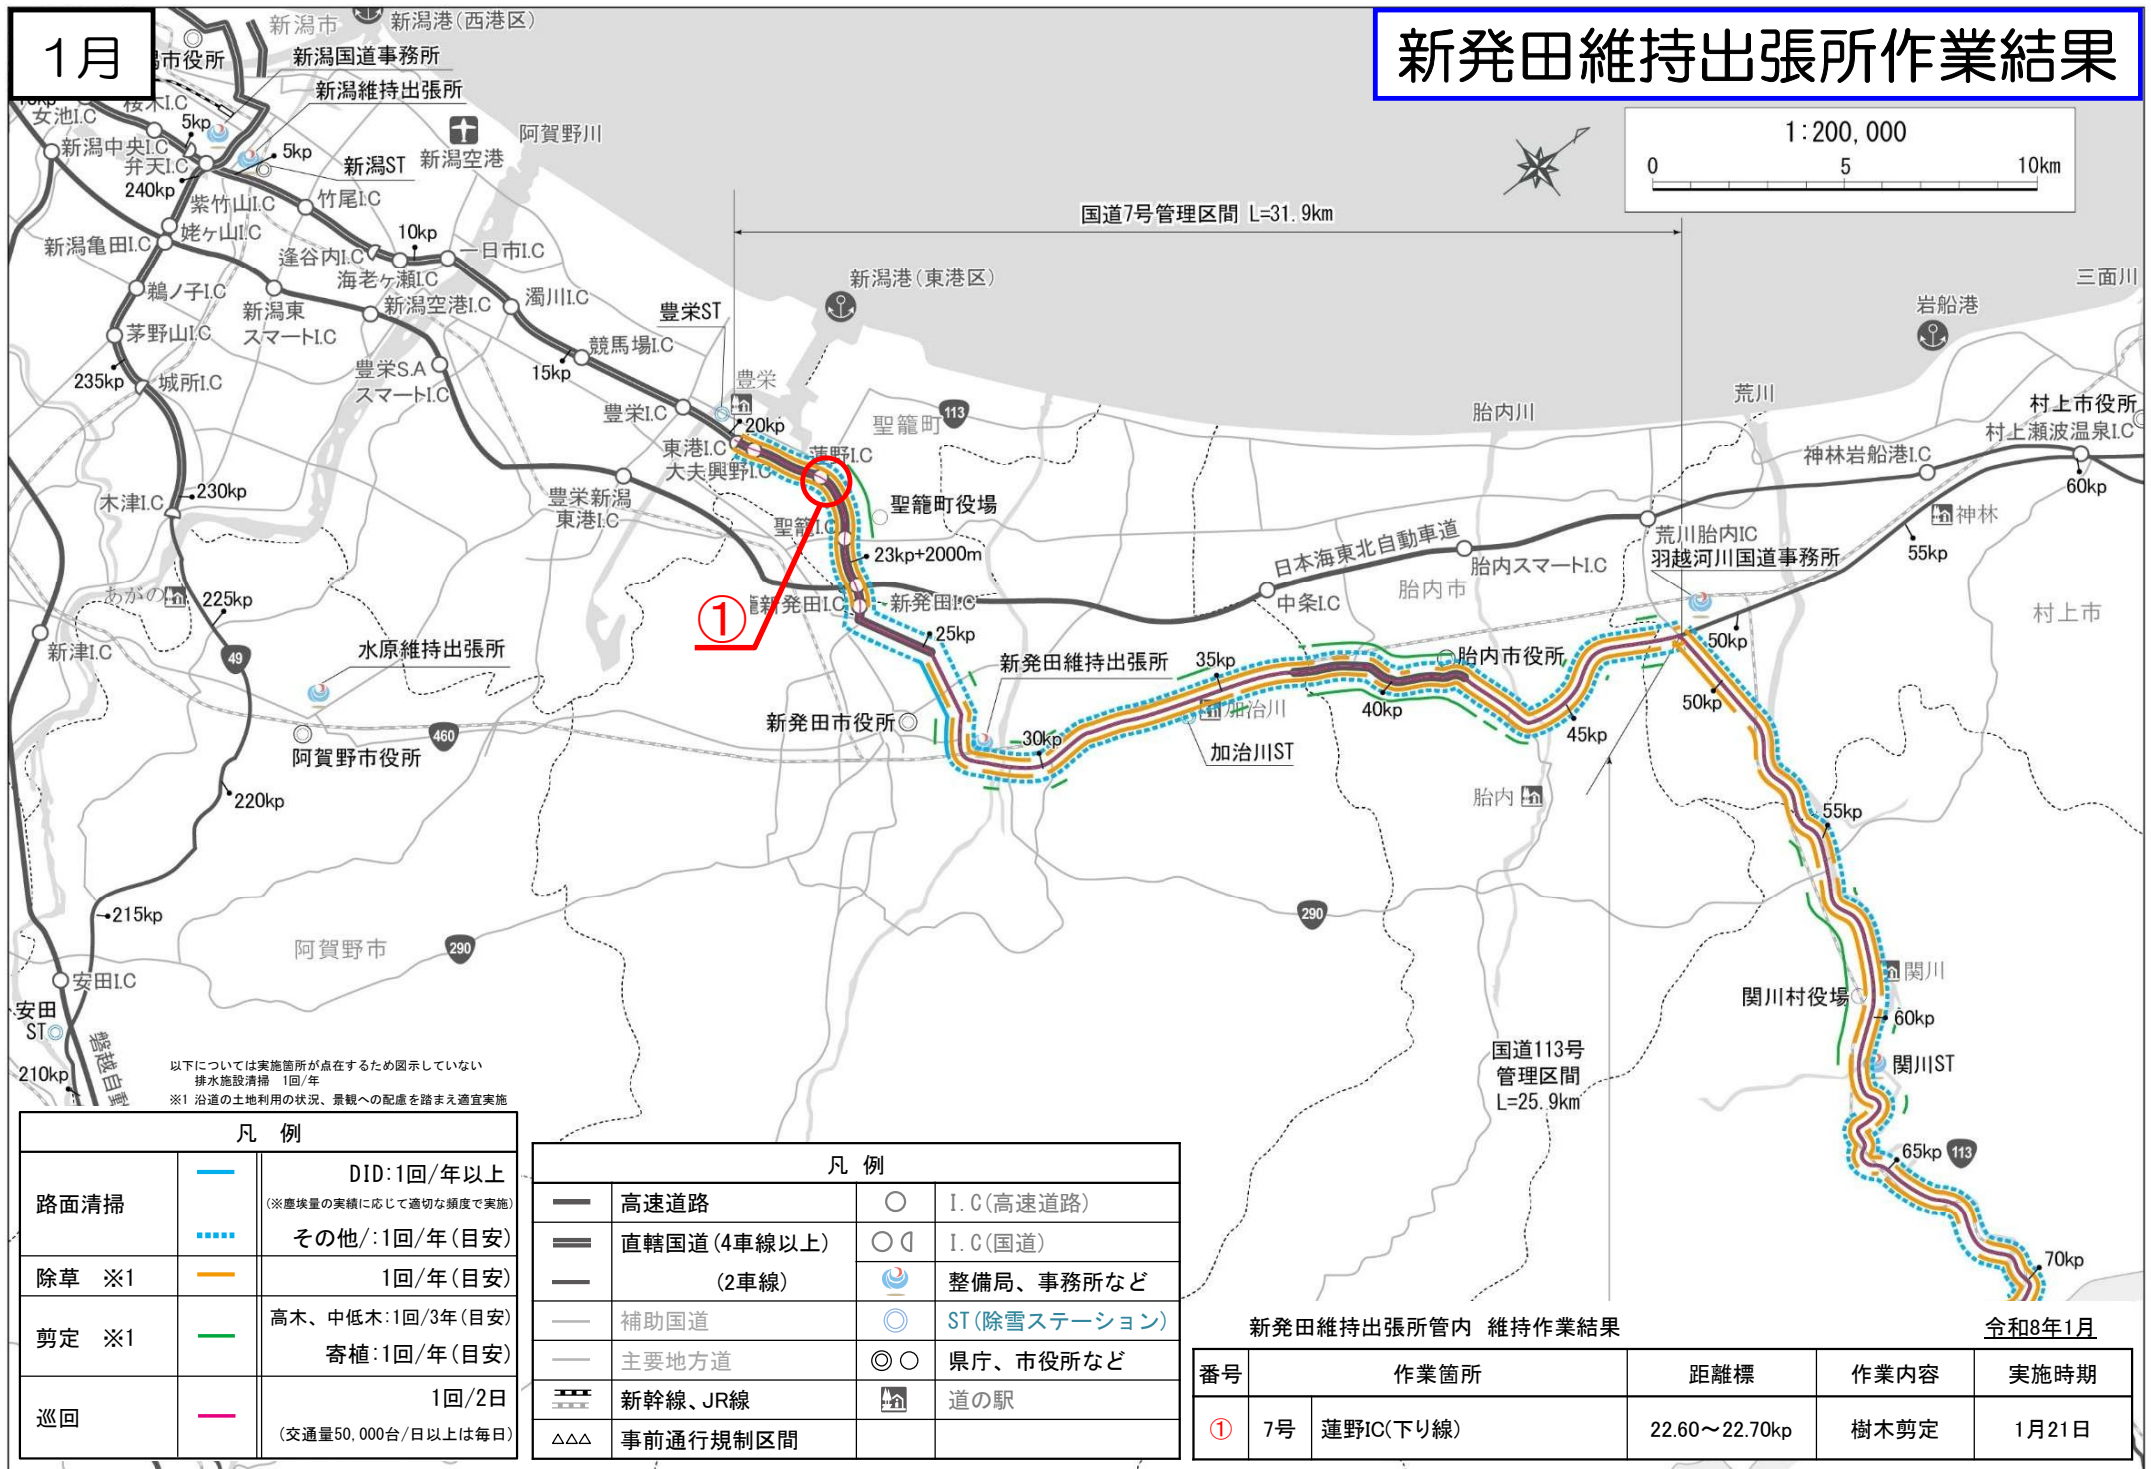 1月
新発田維持出張所作業結果
新潟市
新潟港(西港区)
市役所
新潟国道事務所
新潟維持出張所
桜木I.C
女池I.C
5kp
新潟中央I.C
弁天I.C
5kp
新潟ST
新潟空港
阿賀野川
240kp
紫竹山I.C
竹尾I.C
姥ヶ山I.C
新潟亀田I.C
10kp
逢谷内I.C
一日市I.C
海老ヶ瀬I.C
鵜ノ子I.C
新潟東
スマートI.C
新潟空港I.C
濁川I.C
茅野山I.C
235kp
城所I.C
豊栄S.A
スマートI.C
15kp
競馬場I.C
豊栄ST
豊栄
豊栄I.C
20kp
東港I.C
大夫興野I.C
蓮野I.C
新潟港(東港区)
国道7号管理区間 L=31.9km
1:200,000
0 5 10km
三面川
岩船港
荒川
胎内川
聖籠町
113
村上市役所
村上瀬波温泉I.C
神林岩船港I.C
60kp
神林
55kp
木津I.C
230kp
豊栄新潟
東港I.C
聖籠I.C
聖籠町役場
23kp+2000m
日本海東北自動車道
胎内スマートI.C
荒川胎内IC
羽越河川国道事務所
胎内市
中条I.C
村上市
あがの
225kp
新発田I.C
新発田I.C
①
25kp
新津I.C
49
水原維持出張所
新発田維持出張所
35kp
胎内市役所
50kp
50kp
40kp
45kp
新発田市役所
460
阿賀野市役所
30kp
加治川
加治川ST
220kp
胎内
55kp
215kp
290
290
阿賀野市
安田I.C
安田
ST
磐越自動
210kp
関川
関川村役場
60kp
関川ST
国道113号
管理区間
L=25.9km
65kp
113
70kp
以下については実施箇所が点在するため図示していない
排水施設清掃 1回/年
※1 沿道の土地利用の状況、景観への配慮を踏まえ適宜実施
凡 例
路面清掃
DID:1回/年以上
(※塵埃量の実績に応じて適切な頻度で実施)
その他/:1回/年(目安)
除草 ※1 1回/年(目安)
剪定 ※1
高木、中低木:1回/3年(目安)
寄植:1回/年(目安)
巡回
1回/2日
(交通量50,000台/日以上は毎日)
凡 例
高速道路 I.C(高速道路)
直轄国道(4車線以上) I.C(国道)
(2車線) 整備局、事務所など
補助国道 ST(除雪ステーション)
主要地方道 県庁、市役所など
新幹線、JR線 道の駅
事前通行規制区間
新発田維持出張所管内 維持作業結果
令和8年1月
番号 作業箇所 距離標 作業内容 実施時期
① 7号 蓮野IC(下り線) 22.60～22.70kp 樹木剪定 1月21日